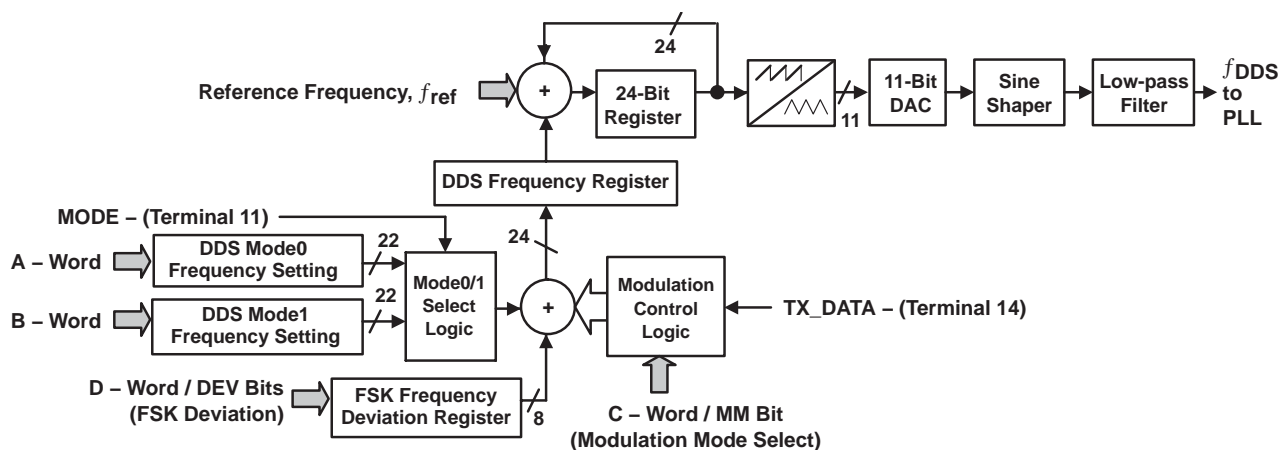 24
Reference Frequency, fref
+
24-Bit
Register
11
11-Bit
DAC
Sine
Shaper
Low-pass
Filter
fDDS
to
PLL
DDS Frequency Register
MODE – (Terminal 11)
24
A – Word
DDS Mode0
Frequency Setting
22
B – Word
DDS Mode1
Frequency Setting
22
Mode0/1
Select
Logic
+
Modulation
Control
Logic
TX_DATA – (Terminal 14)
D – Word / DEV Bits
(FSK Deviation)
FSK Frequency
Deviation Register
8
C – Word / MM Bit
(Modulation Mode Select)